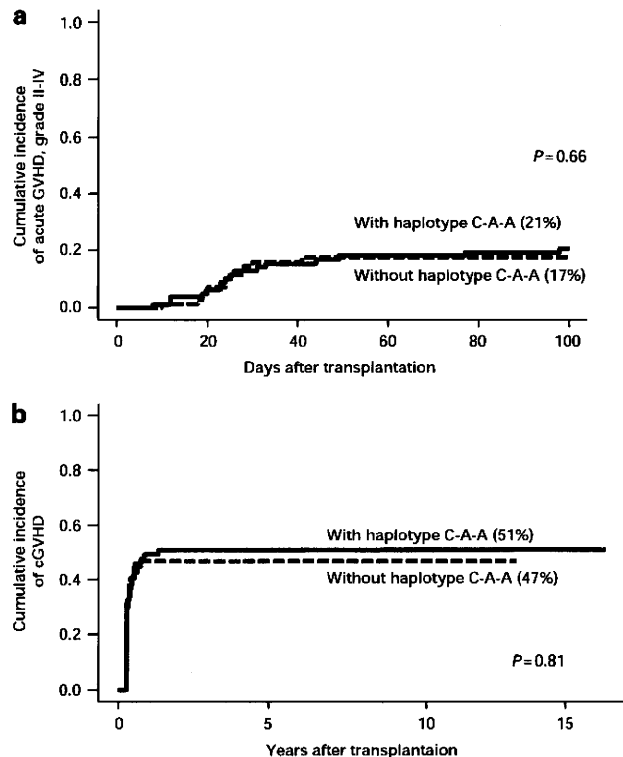 a
Cumulative incidence
of acute GVHD, grade II-IV
1.0
0.8
0.6
0.4
0.2
0.0
P = 0.66
With haplotype C-A-A (21%)
Without haplotype C-A-A (17%)
0 20 40 60 80 100
Days after transplantation
b
Cumulative incidence
of cGVHD
1.0
0.8
0.6
0.4
0.2
0.0
With haplotype C-A-A (51%)
Without haplotype C-A-A (47%)
P = 0.81
0 5 10 15
Years after transplantaion